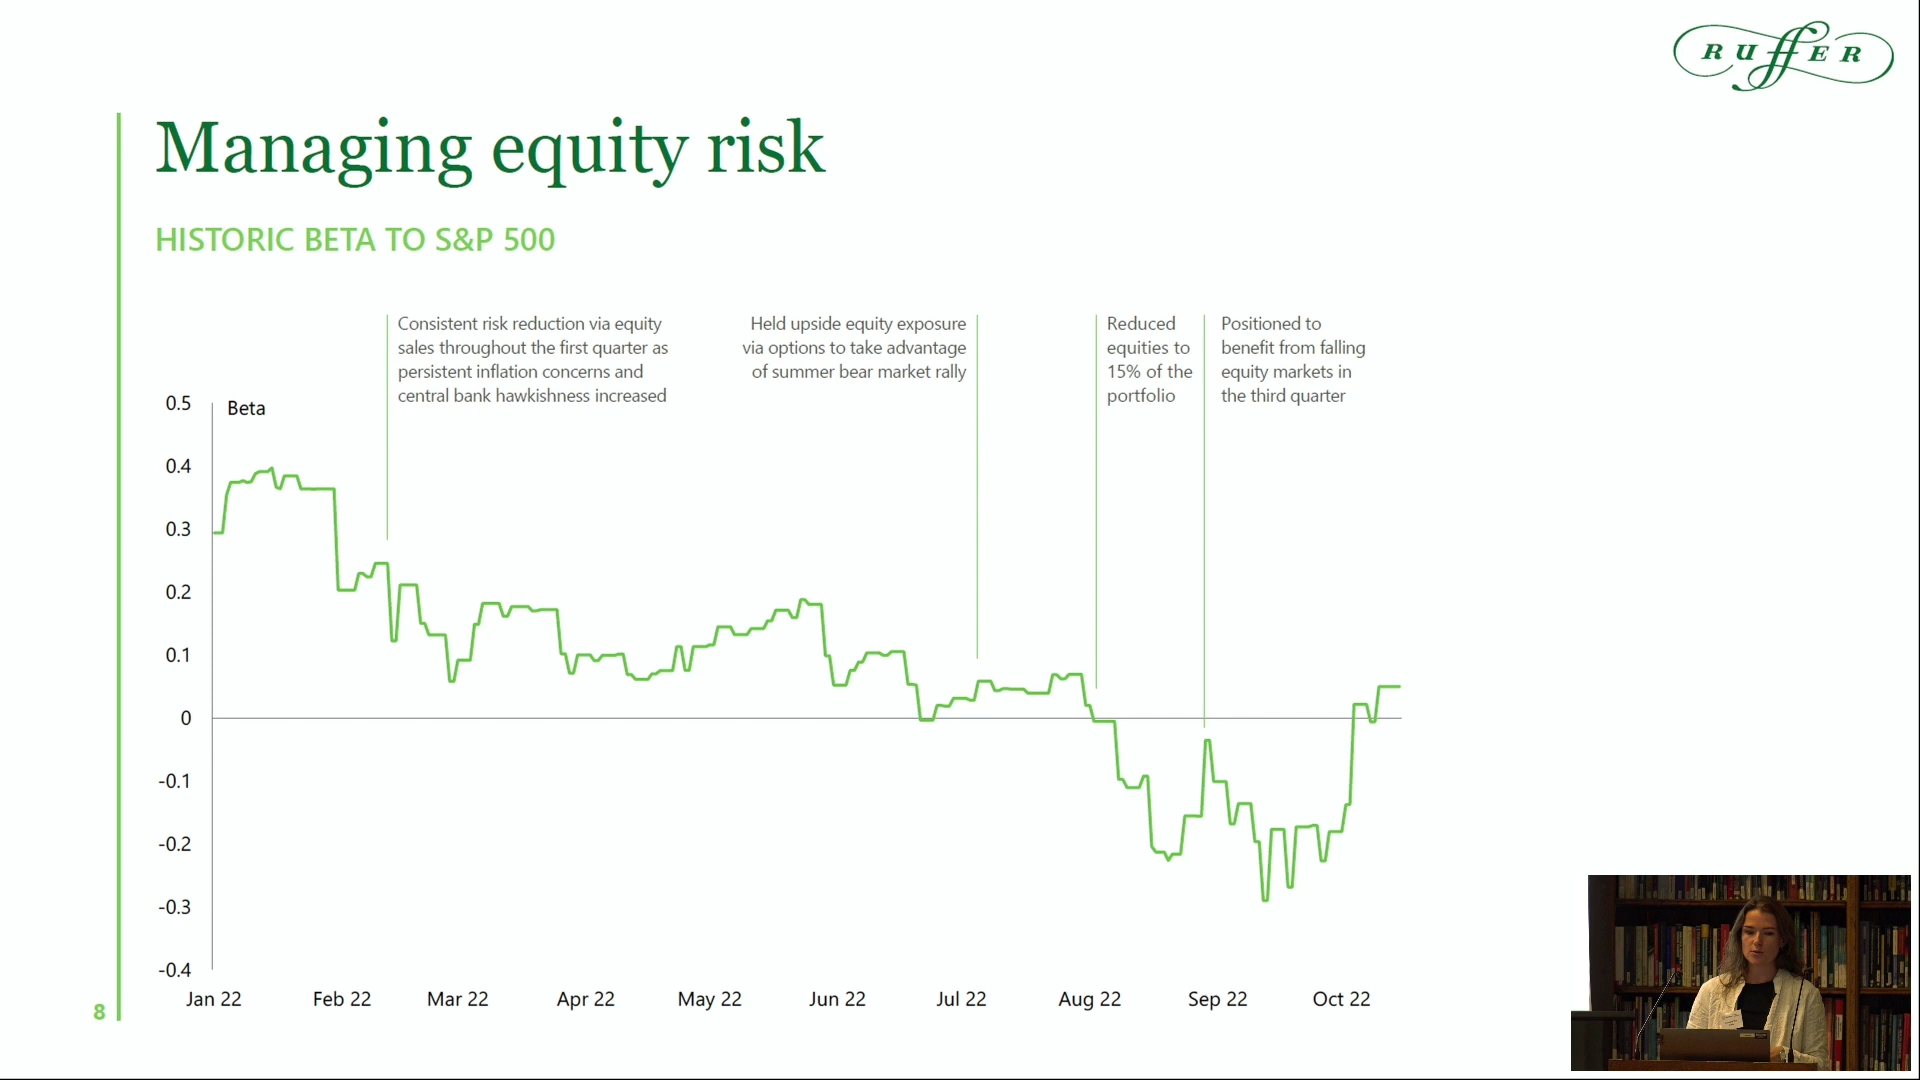 RUFFER
Managing equity risk
HISTORIC BETA TO S&P 500
Consistent risk reduction via equity
sales throughout the first quarter as
persistent inflation concerns and
central bank hawkishness increased
Held upside equity exposure
via options to take advantage
of summer bear market rally
Reduced
equities to
15% of the
portfolio
Positioned to
benefit from falling
equity markets in
the third quarter
Beta
0.5
0.4
0.3
0.2
0.1
0
-0.1
-0.2
-0.3
-0.4
Jan 22 Feb 22 Mar 22 Apr 22 May 22 Jun 22 Jul 22 Aug 22 Sep 22 Oct 22
8